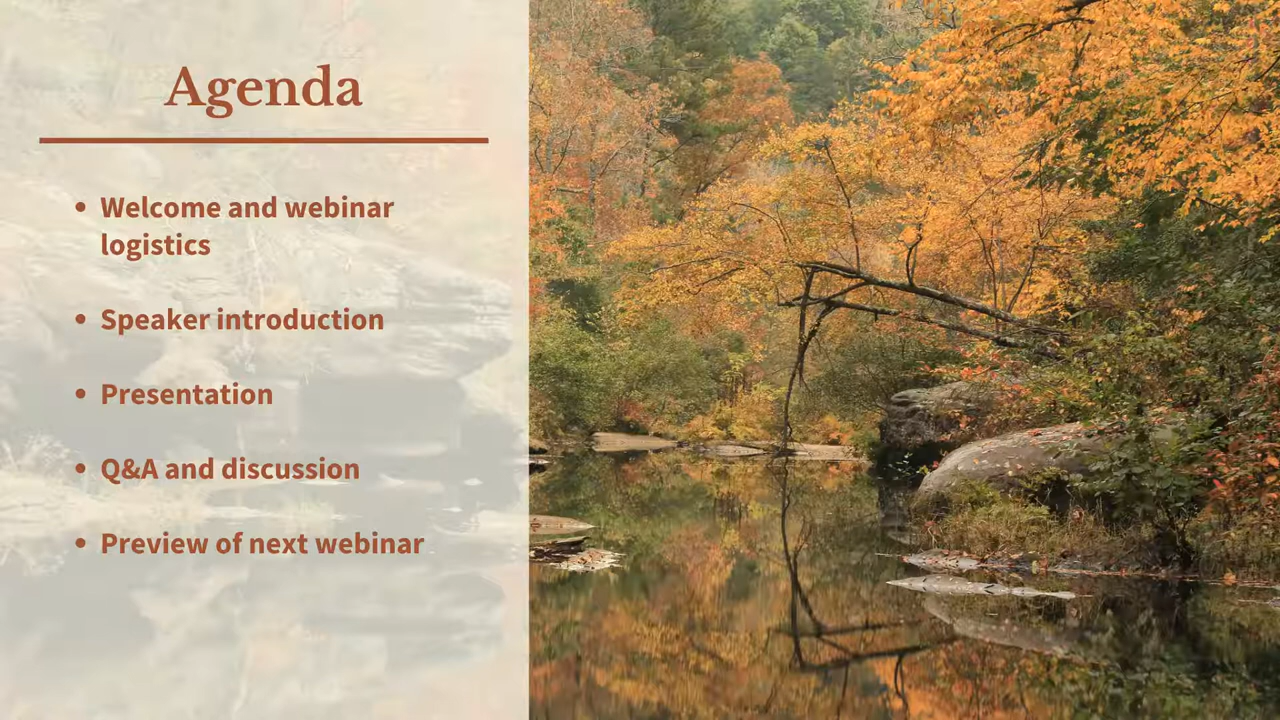 Agenda
• Welcome and webinar
logistics
• Speaker introduction
• Presentation
• Q&A and discussion
• Preview of next webinar